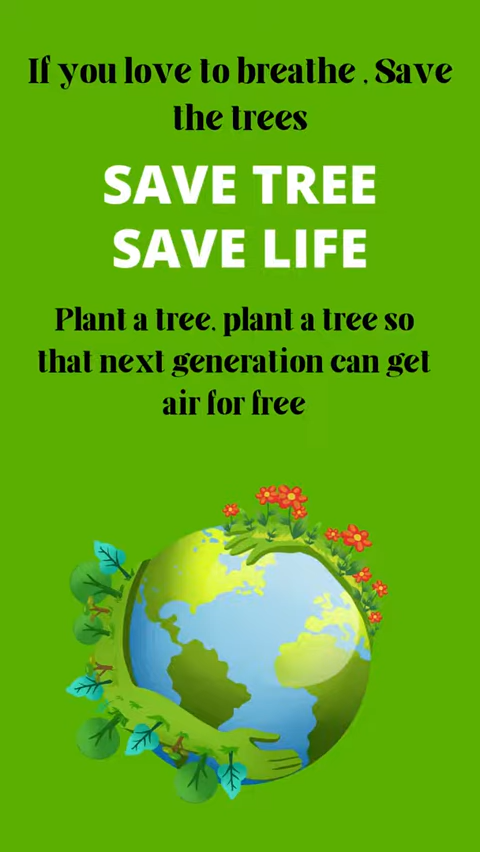 If you love to breathe . Save
the trees
SAVE TREE
SAVE LIFE
Plant a tree, plant a tree so
that next generation can get
air for free